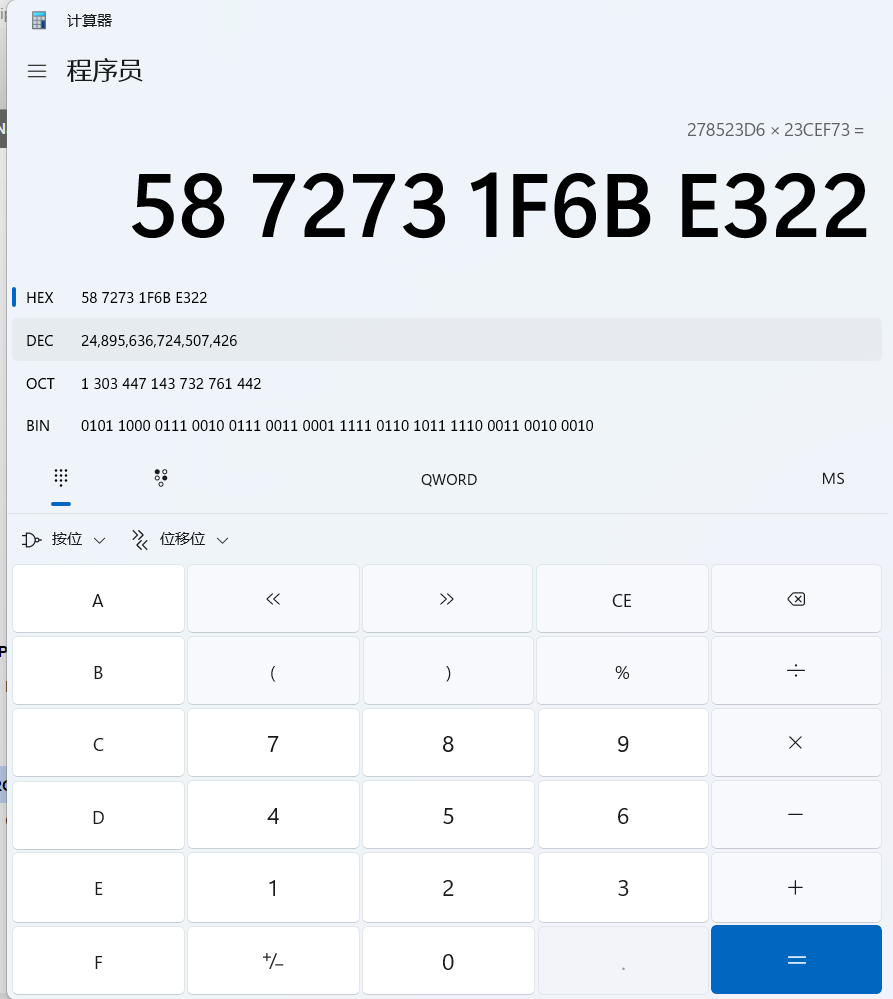 计算器
程序员
278523D6 × 23CEF73 =
58 7273 1F6B E322
HEX 58 7273 1F6B E322
DEC 24,895,636,724,507,426
OCT 1 303 447 143 732 761 442
BIN 0101 1000 0111 0010 0111 0011 0001 1111 0110 1011 1110 0011 0010 0010
QWORD MS
按位 位移位
A << >> CE
B ( ) % ÷
C 7 8 9 ×
D 4 5 6 −
E 1 2 3 +
F +/− 0 . =